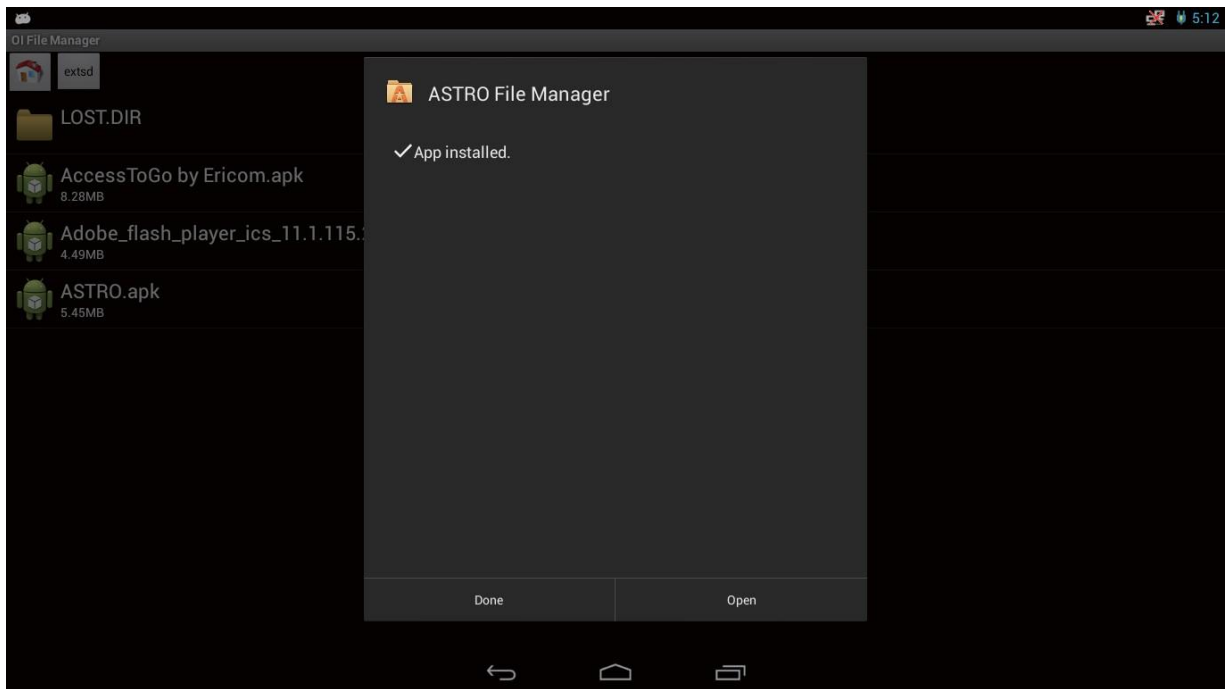 5:12
OI File Manager
extsd
LOST.DIR
AccessToGo by Ericom.apk
8.28MB
Adobe_flash_player_ics_11.1.115.
4.49MB
ASTRO.apk
5.45MB
ASTRO File Manager
App installed.
Done
Open